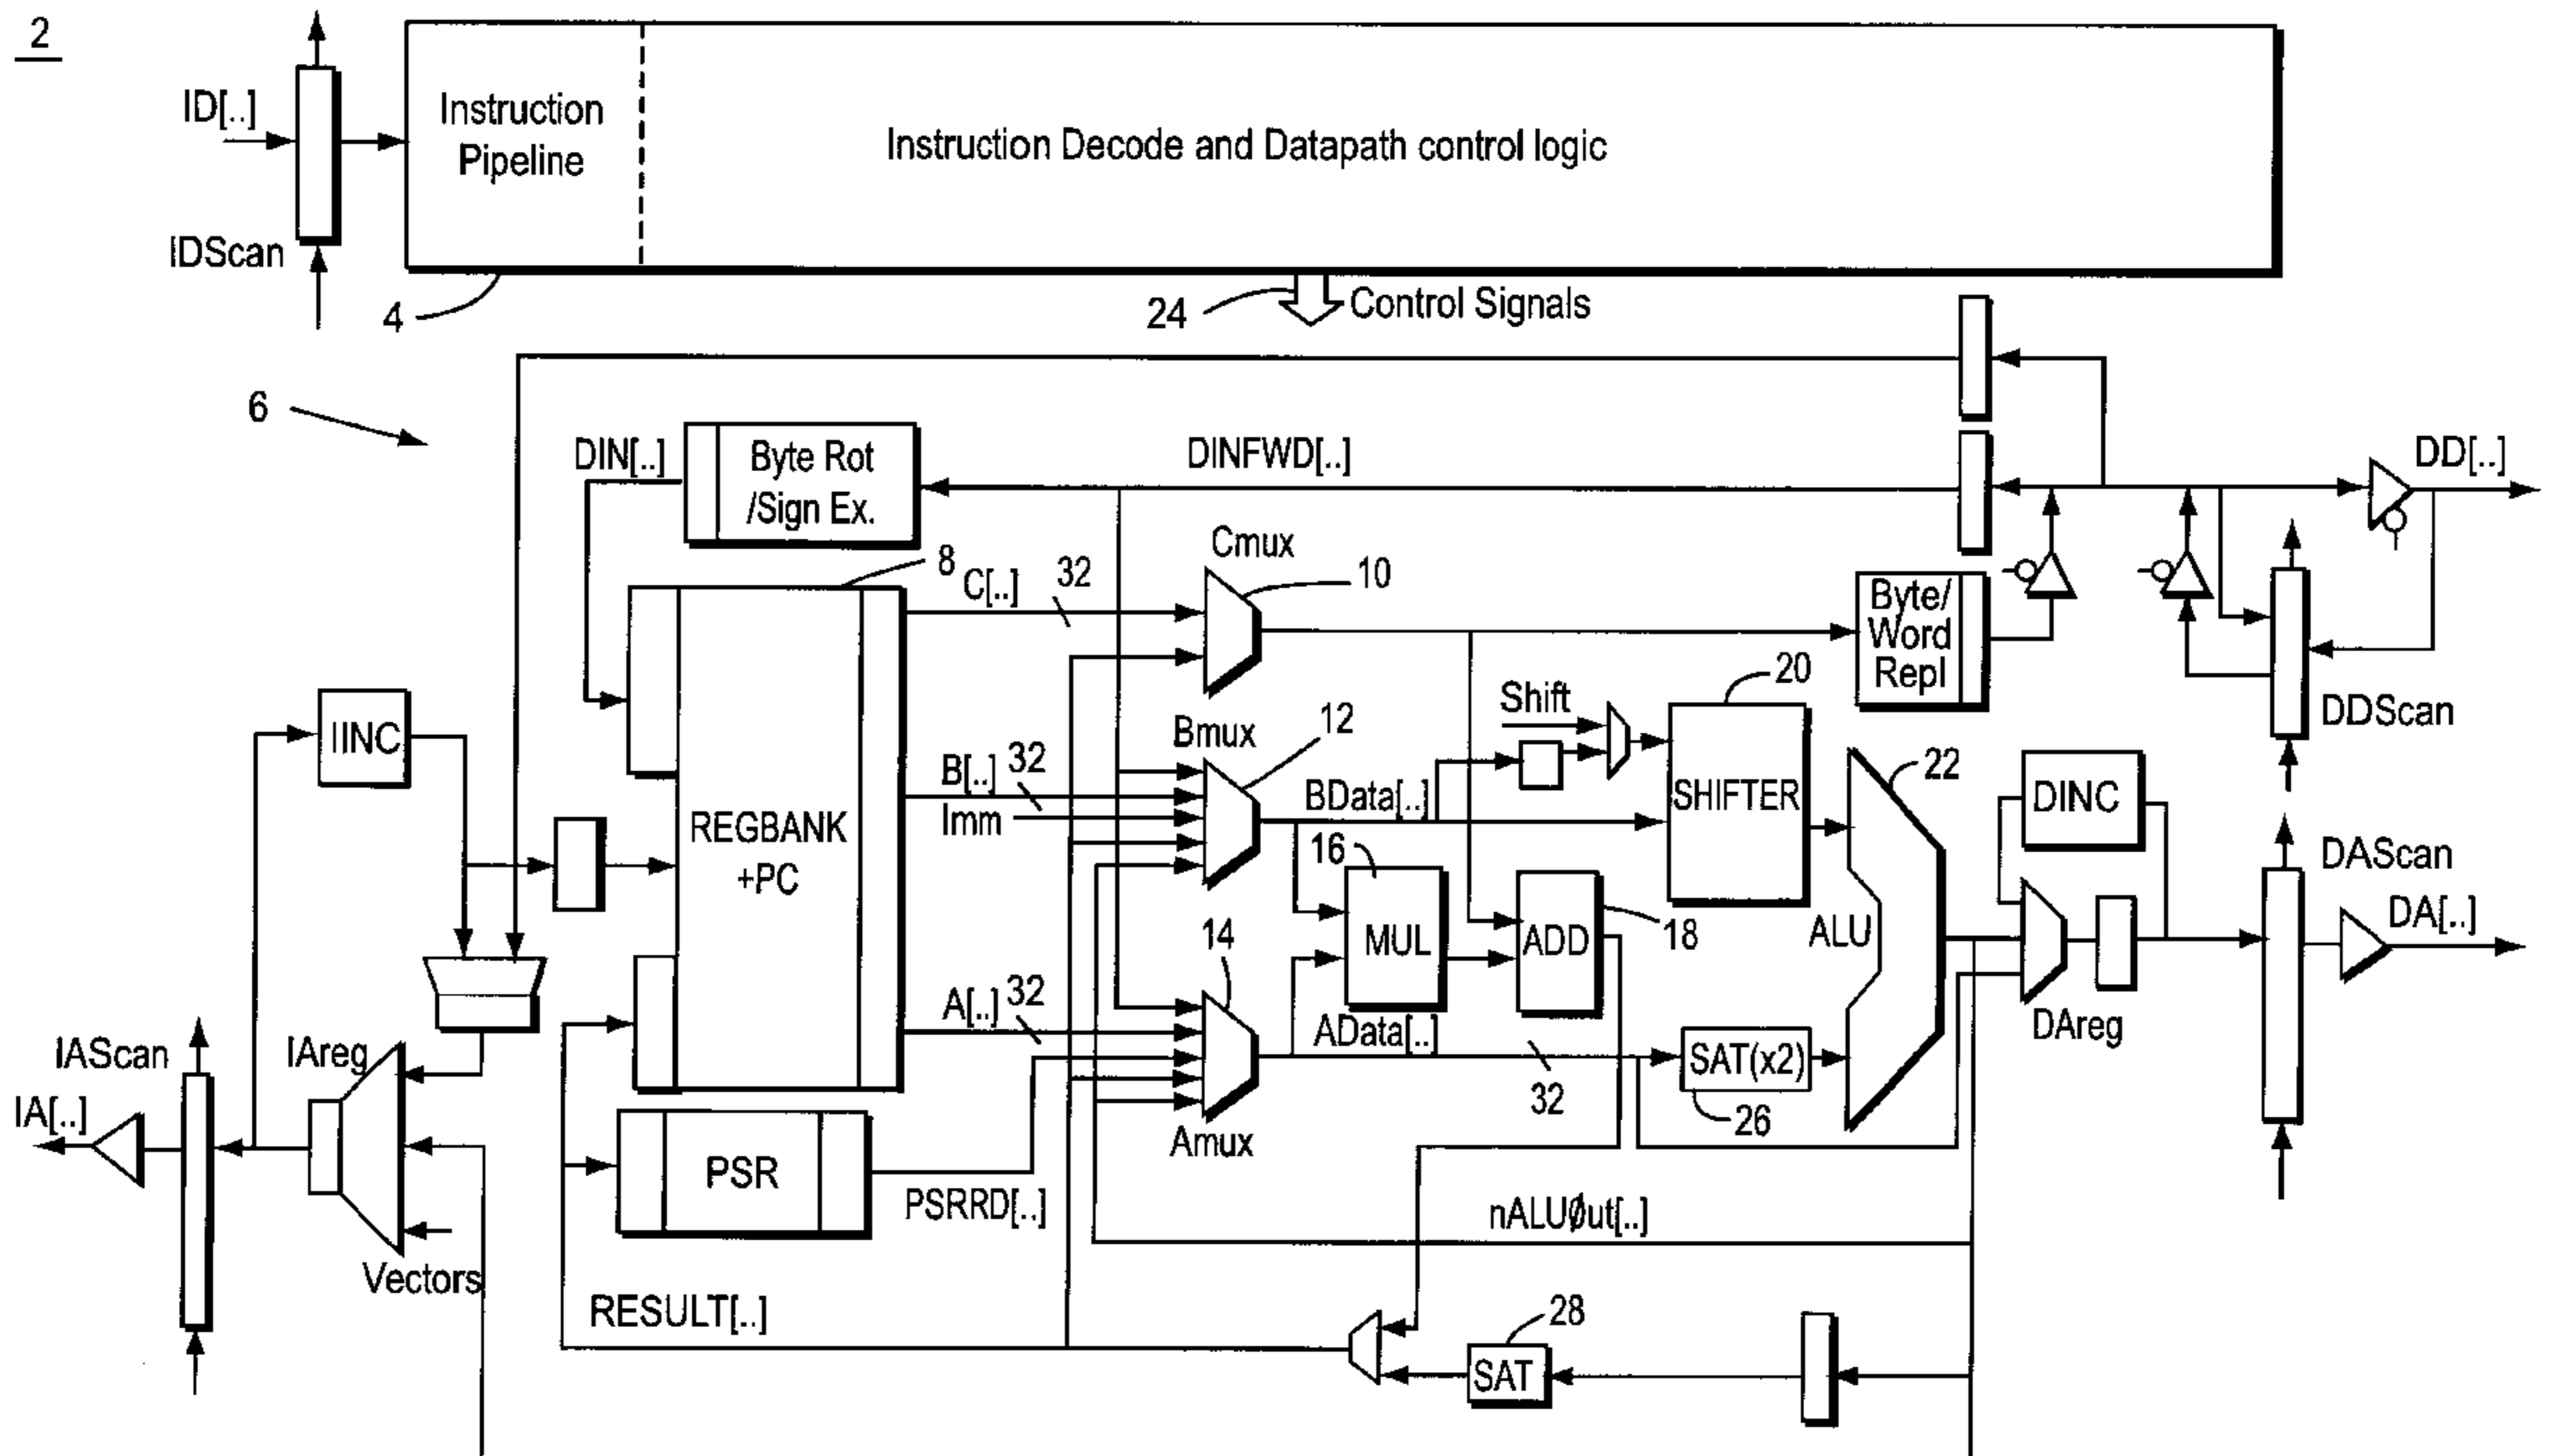 2
ID[..]
IDScan
Instruction
Pipeline
Instruction Decode and Datapath control logic
4
24
Control Signals
6
DIN[..]
Byte Rot
/Sign Ex.
DINFWD[..]
DD[..]
8
C[..]
32
Cmux
10
Byte/
Word
Repl
DDScan
IINC
REGBANK
+PC
B[..]
32
Imm
Bmux
12
BData[..]
Shift
20
SHIFTER
22
ALU
DINC
DAScan
DA[..]
16
MUL
ADD
18
14
A[..]
32
AData[..]
32
Amux
SAT(x2)
26
DAreg
IAScan
IA[..]
IAreg
Vectors
PSR
PSRRD[..]
nALUØut[..]
RESULT[..]
28
SAT